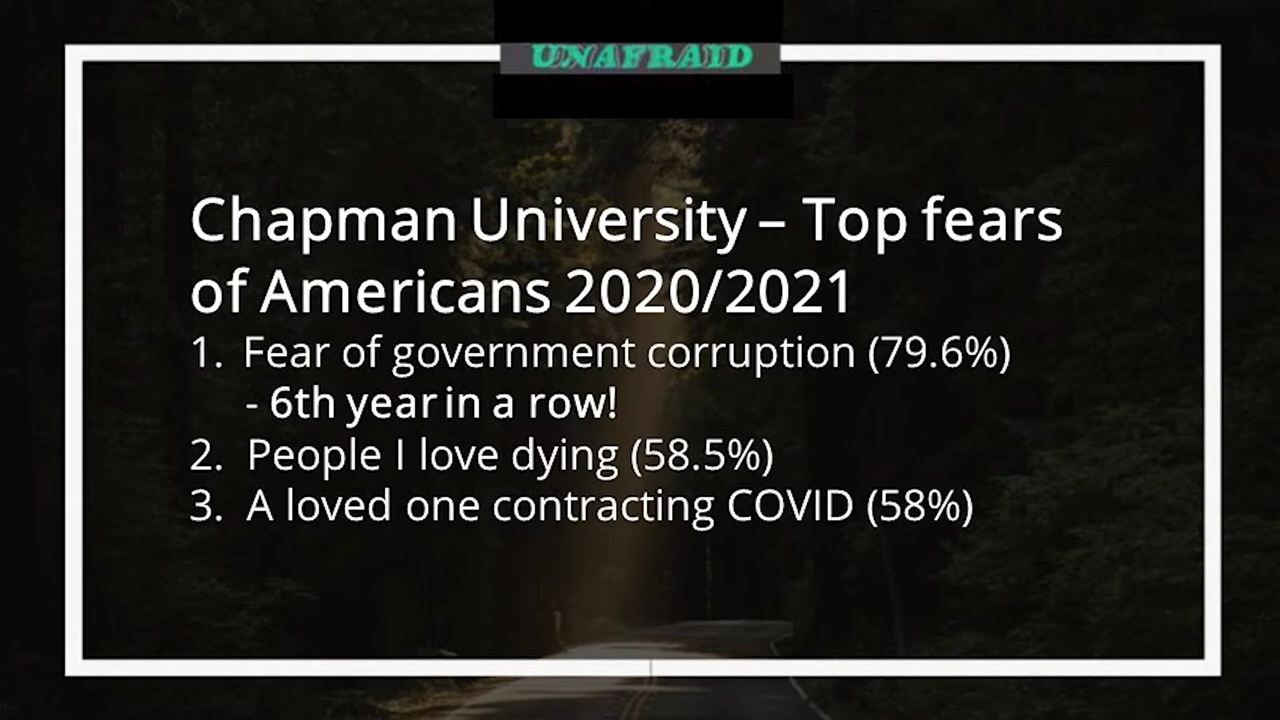 UNAFRAID
Chapman University – Top fears
of Americans 2020/2021
1. Fear of government corruption (79.6%)
- 6th year in a row!
2. People I love dying (58.5%)
3. A loved one contracting COVID (58%)